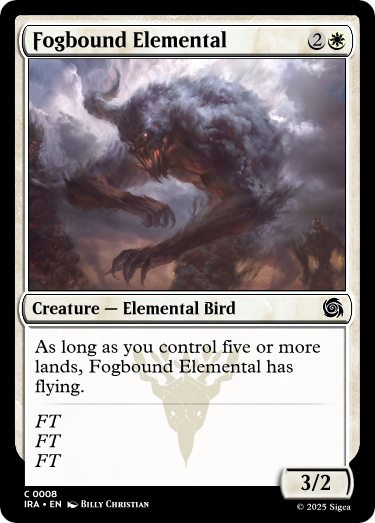 Fogbound Elemental 2
Creature — Elemental Bird
As long as you control five or more
lands, Fogbound Elemental has
flying.
FT
FT
FT
3/2
C 0008
IRA • EN Billy Christian
© 2025 Sigea